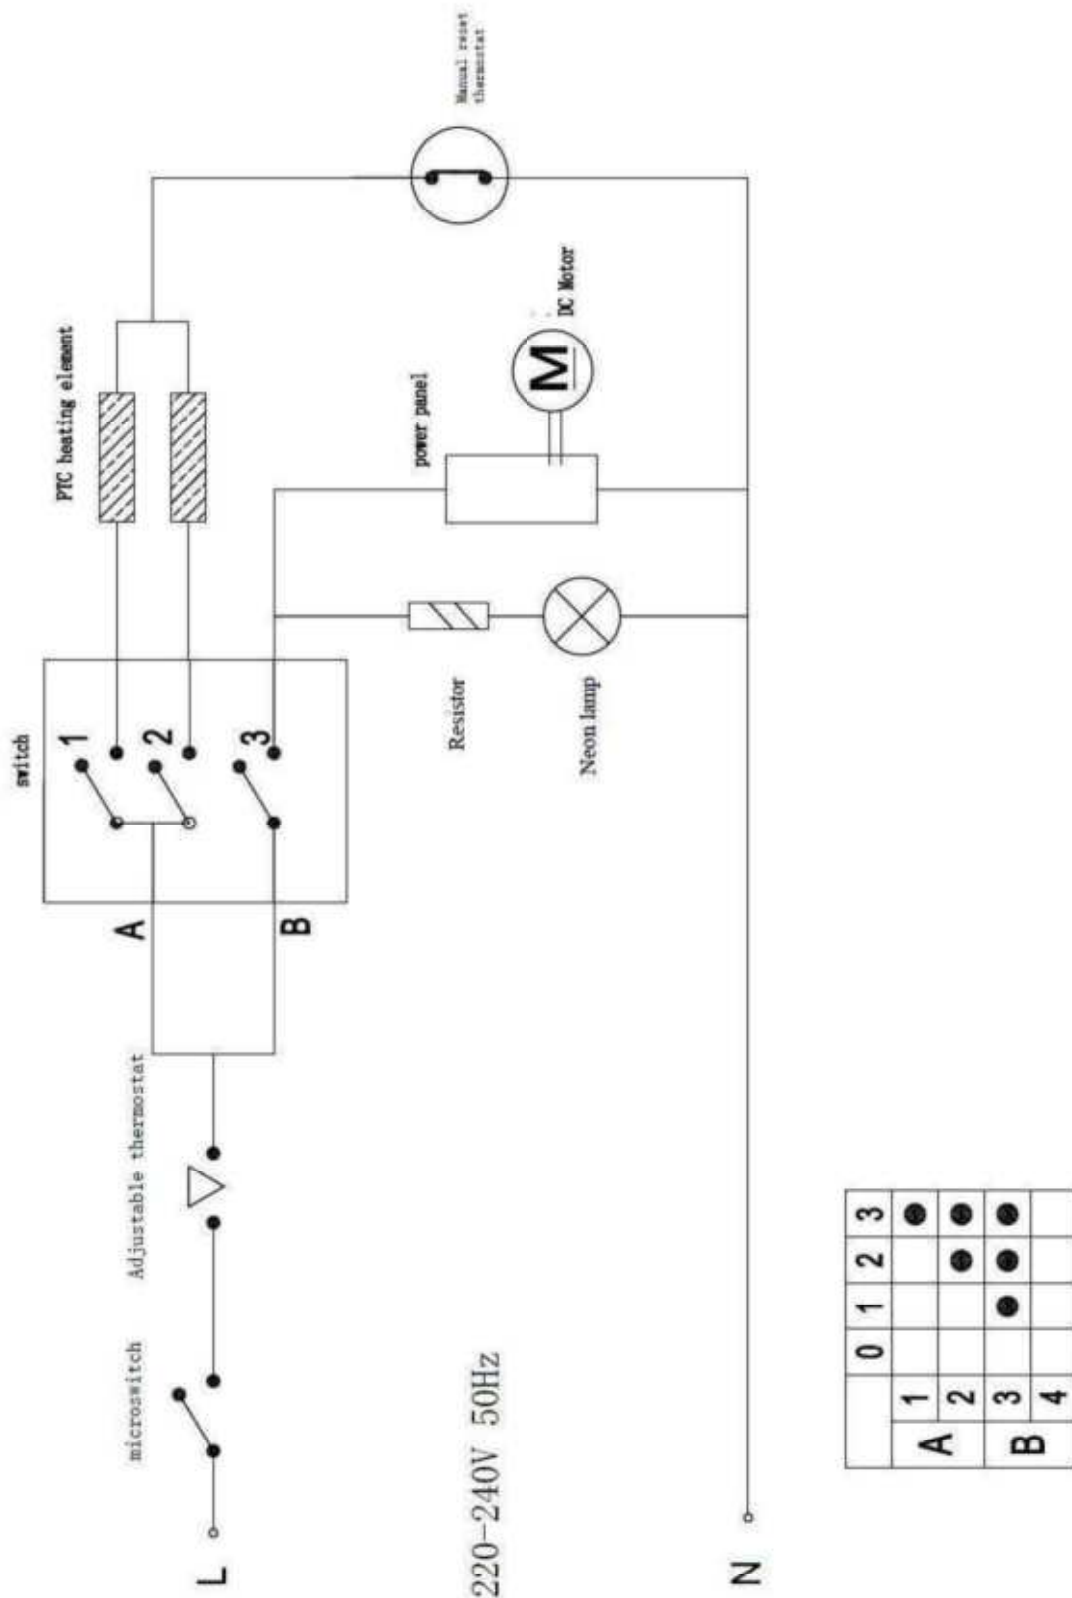 switch
PTC heating element
Manual reset
thermostat
1
2
3
A
B
power panel
M
DC Motor
Resistor
Neon lamp
Adjustable thermostat
microswitch
L
220-240V 50Hz
N
0 1 2 3
A 1
2
B 3
4